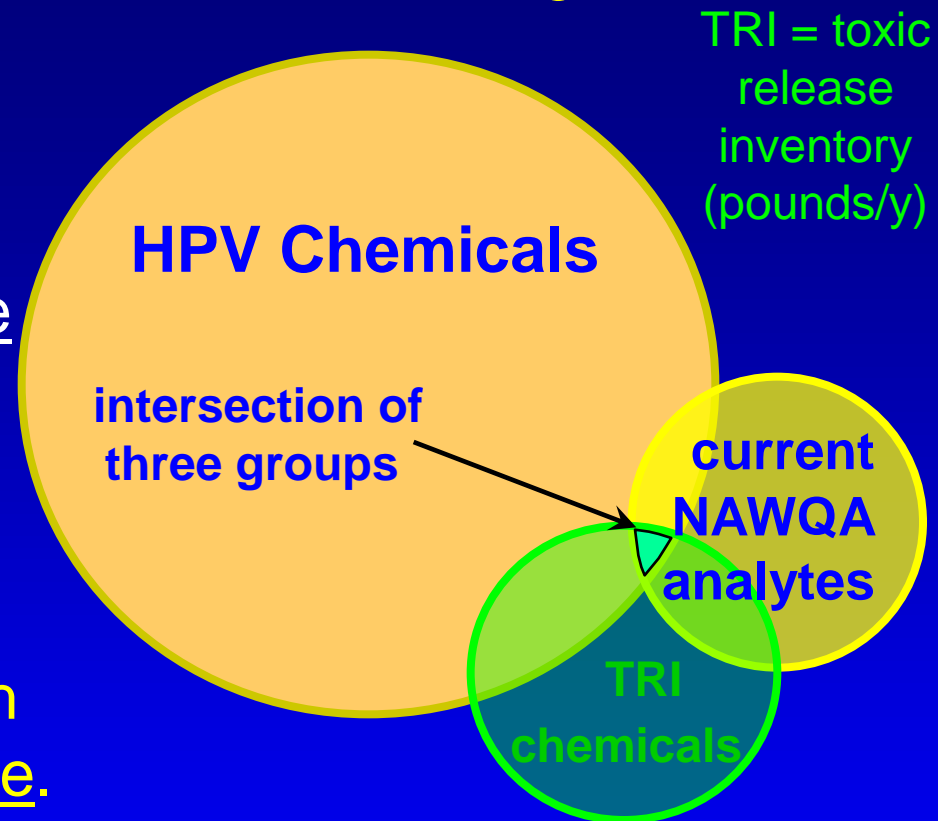 TRI = toxic
release
inventory
(pounds/y)
HPV Chemicals
intersection of
three groups
current
NAWQA
analytes
TRI
chemicals